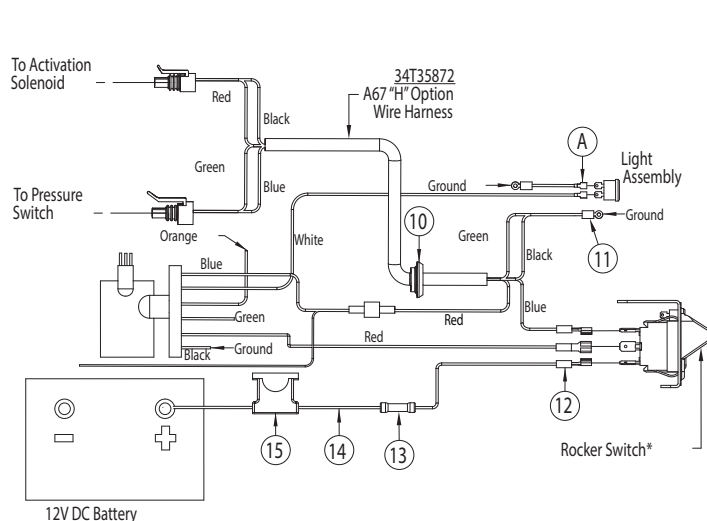 To Activation
Solenoid
Red
Black
34T35872
A67 "H" Option
Wire Harness
A
Light
Assembly
Green
Blue
Ground
To Pressure
Switch
Orange
White
10
Green
Ground
Black
11
Blue
Blue
Green
Red
Red
Black
Ground
12
15
14
13
Rocker Switch*
12V DC Battery